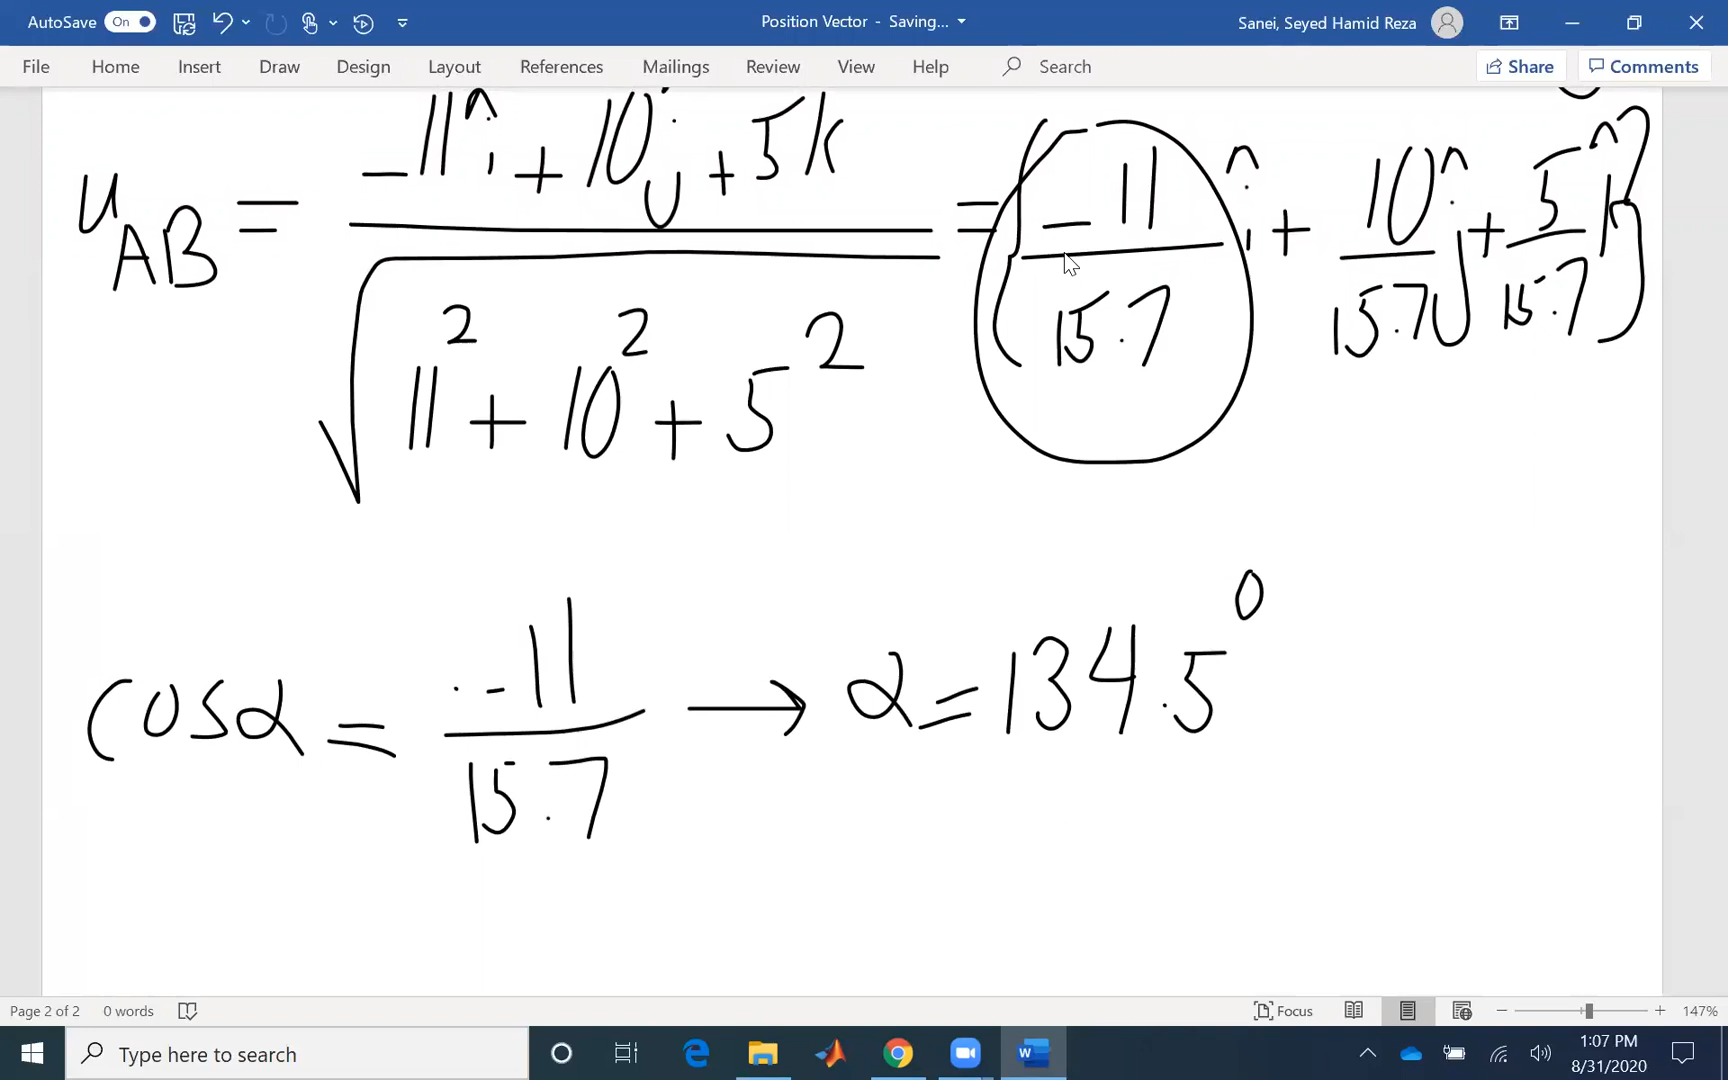 AutoSave On Position Vector - Saving... Sanei, Seyed Hamid Reza
File Home Insert Draw Design Layout References Mailings Review View Help Search Share Comments
u_AB = (-11î + 10j + 5k) / √(11² + 10² + 5²) = {-11/15.7 î + 10/15.7 ĵ + 5/15.7 k̂}
cosα = -11/15.7 → α = 134.5⁰
Page 2 of 2 0 words Focus 147%
Type here to search 1:07 PM
8/31/2020